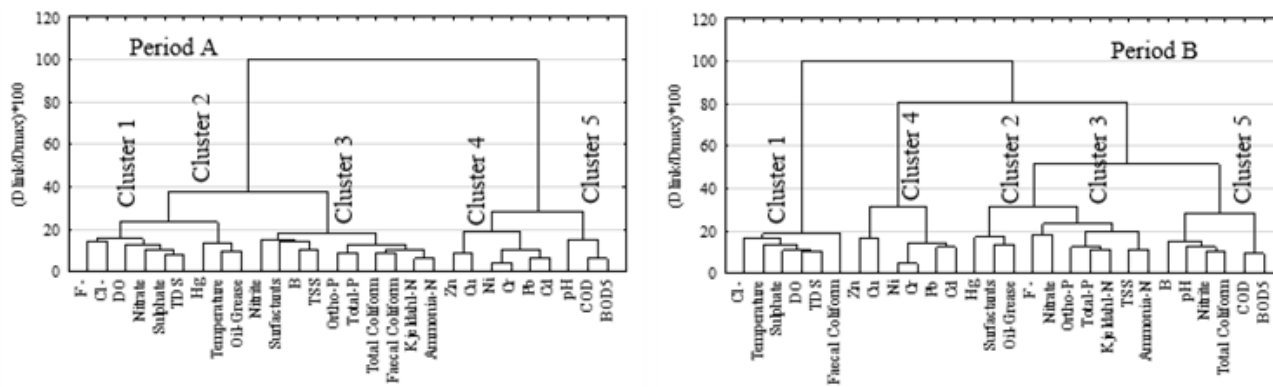 120
100
80
60
40
20
0
(D link/Dmax)*100
Period A
Cluster 1
Cluster 2
Cluster 3
Cluster 4
Cluster 5
F-
Cl-
DO
Nitrate
Sulphate
TDS
Hg
Temperature
Oil-Grease
Nitrite
Surfactants
B
TSS
Ortho-P
Total-P
Total Coliform
Faecal Coliform
Kjeldahl-N
Ammonia-N
Zn
Cu
Ni
Cr
Pb
Cd
pH
COD
BOD5
120
100
80
60
40
20
0
(D link/Dmax)*100
Period B
Cluster 1
Cluster 4
Cluster 2
Cluster 3
Cluster 5
Cl-
Temperature
Sulphate
DO
TDS
Faecal Coliform
Zn
Cu
Ni
Cr
Pb
Cd
Hg
Surfactants
Oil-Grease
F-
Nitrate
Ortho-P
Total-P
Kjeldahl-N
TSS
Ammonia-N
B
pH
Nitrite
Total Coliform
COD
BOD5